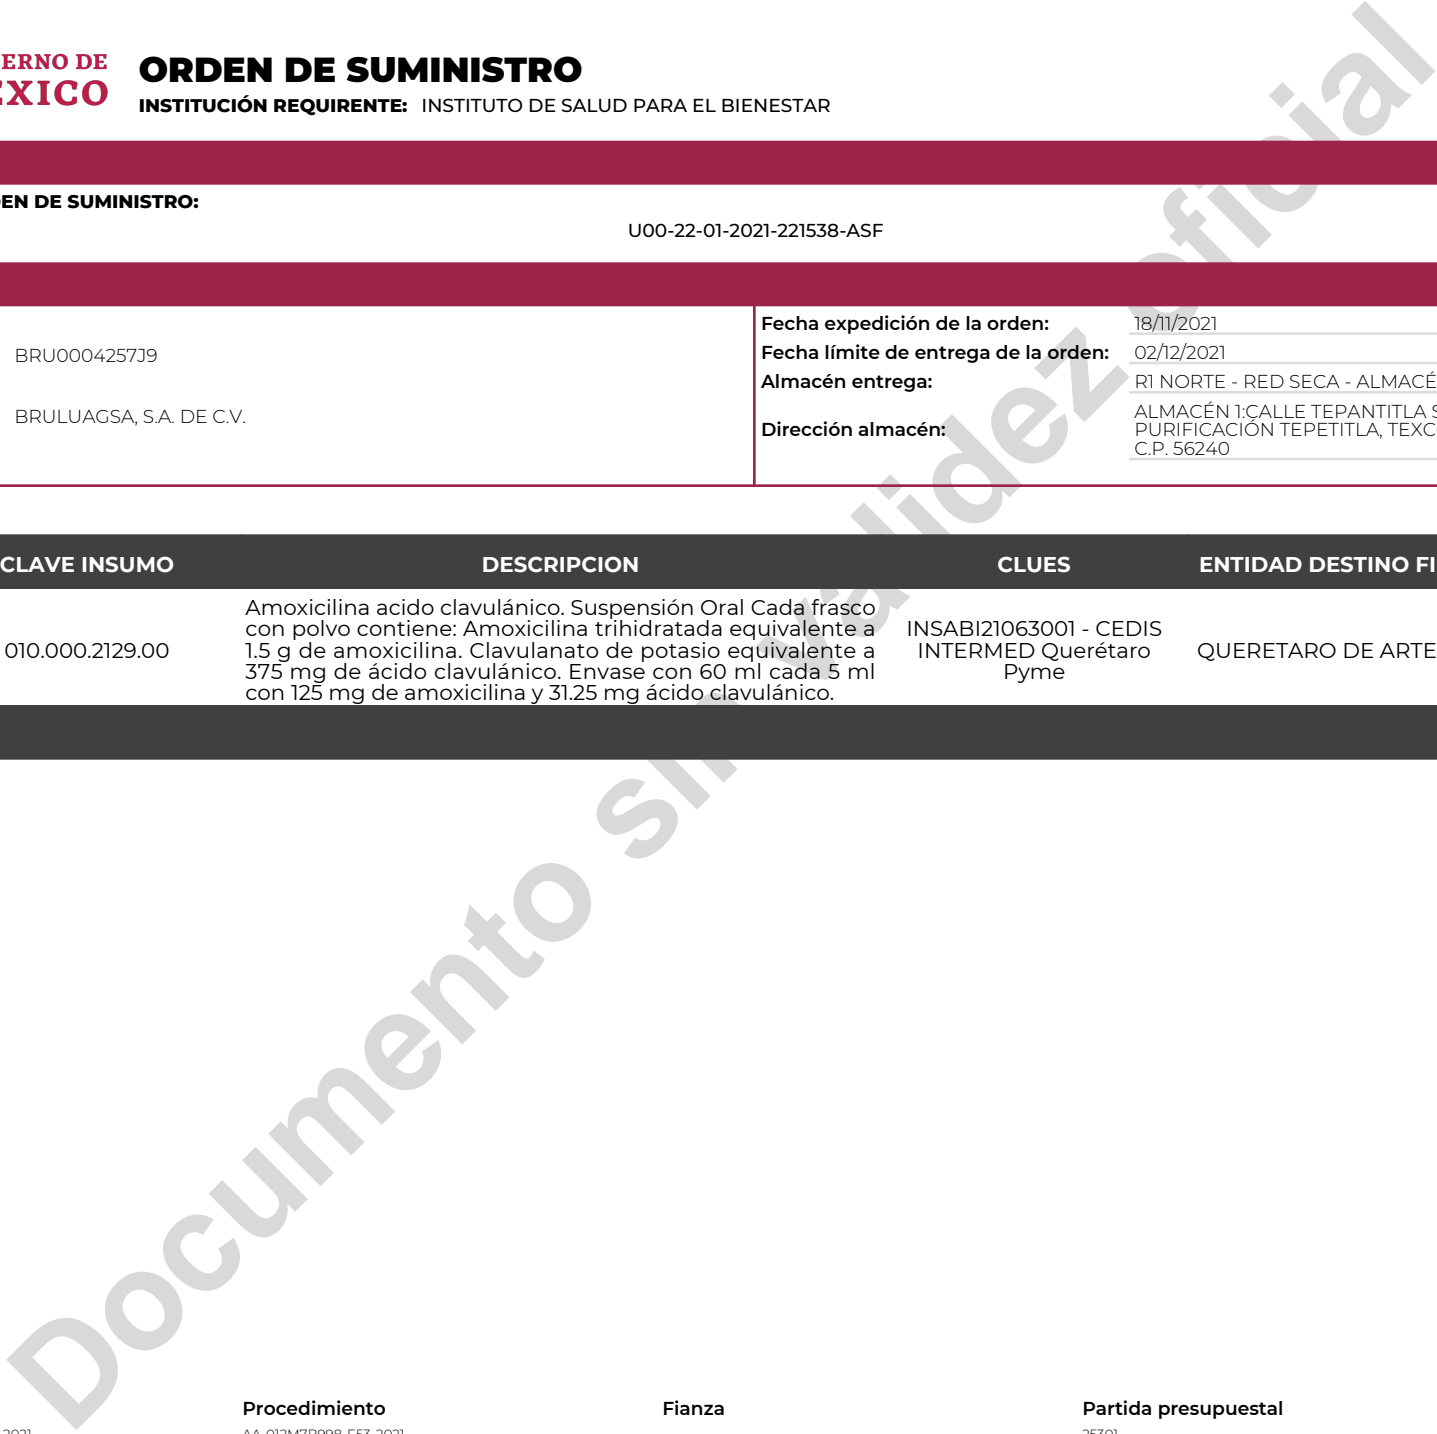 ERNO DE
EXICO
ORDEN DE SUMINISTRO
INSTITUCIÓN REQUIRENTE: INSTITUTO DE SALUD PARA EL BIENESTAR
EN DE SUMINISTRO:
U00-22-01-2021-221538-ASF
BRU0004257J9
BRULUAGSA, S.A. DE C.V.
Fecha expedición de la orden: 18/11/2021
Fecha límite de entrega de la orden: 02/12/2021
Almacén entrega: R1 NORTE - RED SECA - ALMACÉ
Dirección almacén:
ALMACÉN 1:CALLE TEPANTITLA S
PURIFICACIÓN TEPETITLA, TEXC
C.P. 56240
CLAVE INSUMO DESCRIPCION CLUES ENTIDAD DESTINO FI
010.000.2129.00
Amoxicilina acido clavulánico. Suspensión Oral Cada frasco
con polvo contiene: Amoxicilina trihidratada equivalente a
1.5 g de amoxicilina. Clavulanato de potasio equivalente a
375 mg de ácido clavulánico. Envase con 60 ml cada 5 ml
con 125 mg de amoxicilina y 31.25 mg ácido clavulánico.
INSABI21063001 - CEDIS
INTERMED Querétaro
Pyme
QUERETARO DE ARTE
Documento sin validez oficial
Procedimiento Fianza Partida presupuestal